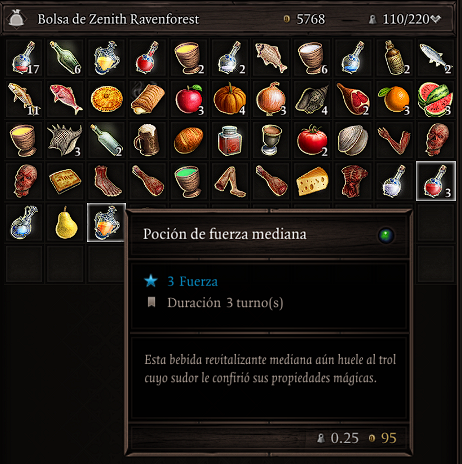 Bolsa de Zenith Ravenforest 5768 110/220
17 6 2 2 6 2 2
11 3 4 4 2 3 3
3 2 2
3
Poción de fuerza mediana
3 Fuerza
Duración 3 turno(s)
Esta bebida revitalizante mediana aún huele al trol
cuyo sudor le confirió sus propiedades mágicas.
0.25 95